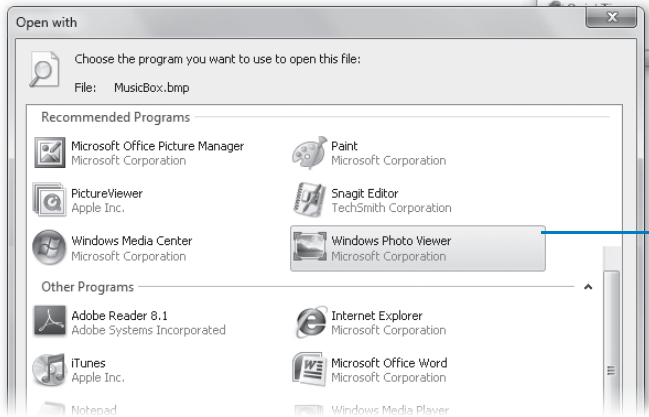 Open with
Choose the program you want to use to open this file:
File: MusicBox.bmp
Recommended Programs
Microsoft Office Picture Manager
Microsoft Corporation
Paint
Microsoft Corporation
PictureViewer
Apple Inc.
Snagit Editor
TechSmith Corporation
Windows Media Center
Microsoft Corporation
Windows Photo Viewer
Microsoft Corporation
Other Programs
Adobe Reader 8.1
Adobe Systems Incorporated
Internet Explorer
Microsoft Corporation
iTunes
Apple Inc.
Microsoft Office Word
Microsoft Corporation
Notepad
Windows Media Player